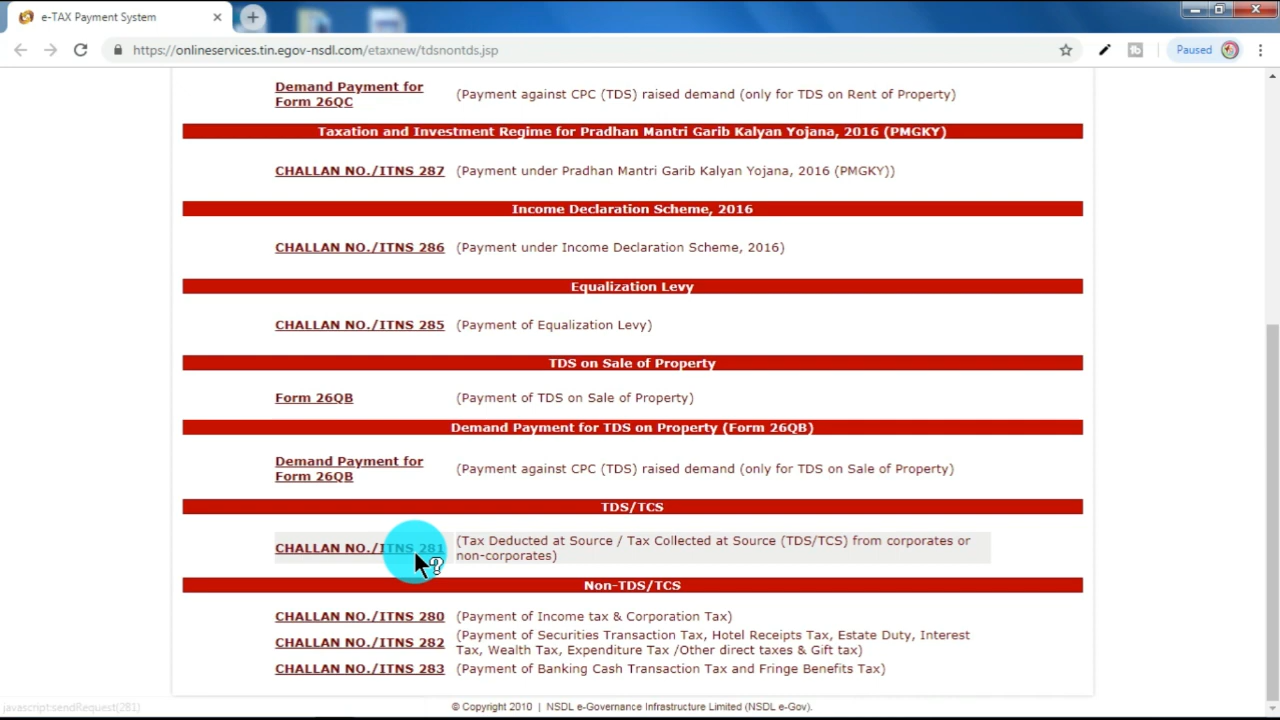 e-TAX Payment System
https://onlineservices.tin.egov-nsdl.com/etaxnew/tdsnontds.jsp
Paused
Demand Payment for
Form 26QC
(Payment against CPC (TDS) raised demand (only for TDS on Rent of Property)
Taxation and Investment Regime for Pradhan Mantri Garib Kalyan Yojana, 2016 (PMGKY)
CHALLAN NO./ITNS 287 (Payment under Pradhan Mantri Garib Kalyan Yojana, 2016 (PMGKY))
Income Declaration Scheme, 2016
CHALLAN NO./ITNS 286 (Payment under Income Declaration Scheme, 2016)
Equalization Levy
CHALLAN NO./ITNS 285 (Payment of Equalization Levy)
TDS on Sale of Property
Form 26QB (Payment of TDS on Sale of Property)
Demand Payment for TDS on Property (Form 26QB)
Demand Payment for
Form 26QB
(Payment against CPC (TDS) raised demand (only for TDS on Sale of Property)
TDS/TCS
CHALLAN NO./ITNS 281
(Tax Deducted at Source / Tax Collected at Source (TDS/TCS) from corporates or
non-corporates)
Non-TDS/TCS
CHALLAN NO./ITNS 280 (Payment of Income tax & Corporation Tax)
CHALLAN NO./ITNS 282
(Payment of Securities Transaction Tax, Hotel Receipts Tax, Estate Duty, Interest
Tax, Wealth Tax, Expenditure Tax /Other direct taxes & Gift tax)
CHALLAN NO./ITNS 283 (Payment of Banking Cash Transaction Tax and Fringe Benefits Tax)
javascript:sendRequest(281)
© Copyright 2010 | NSDL e-Governance Infrastructure Limited (NSDL e-Gov).